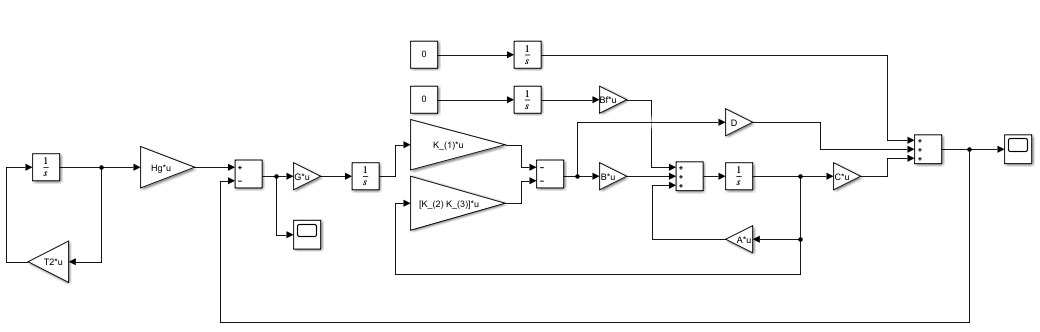 0
1
s
0
1
s
Bf*u
D
K_(1)*u
1
s
Hg*u
+
−
G*u
1
s
−
−
B*u
+
+
+
1
s
C*u
+
+
+
[K_(2) K_(3)]*u
A*u
T2*u